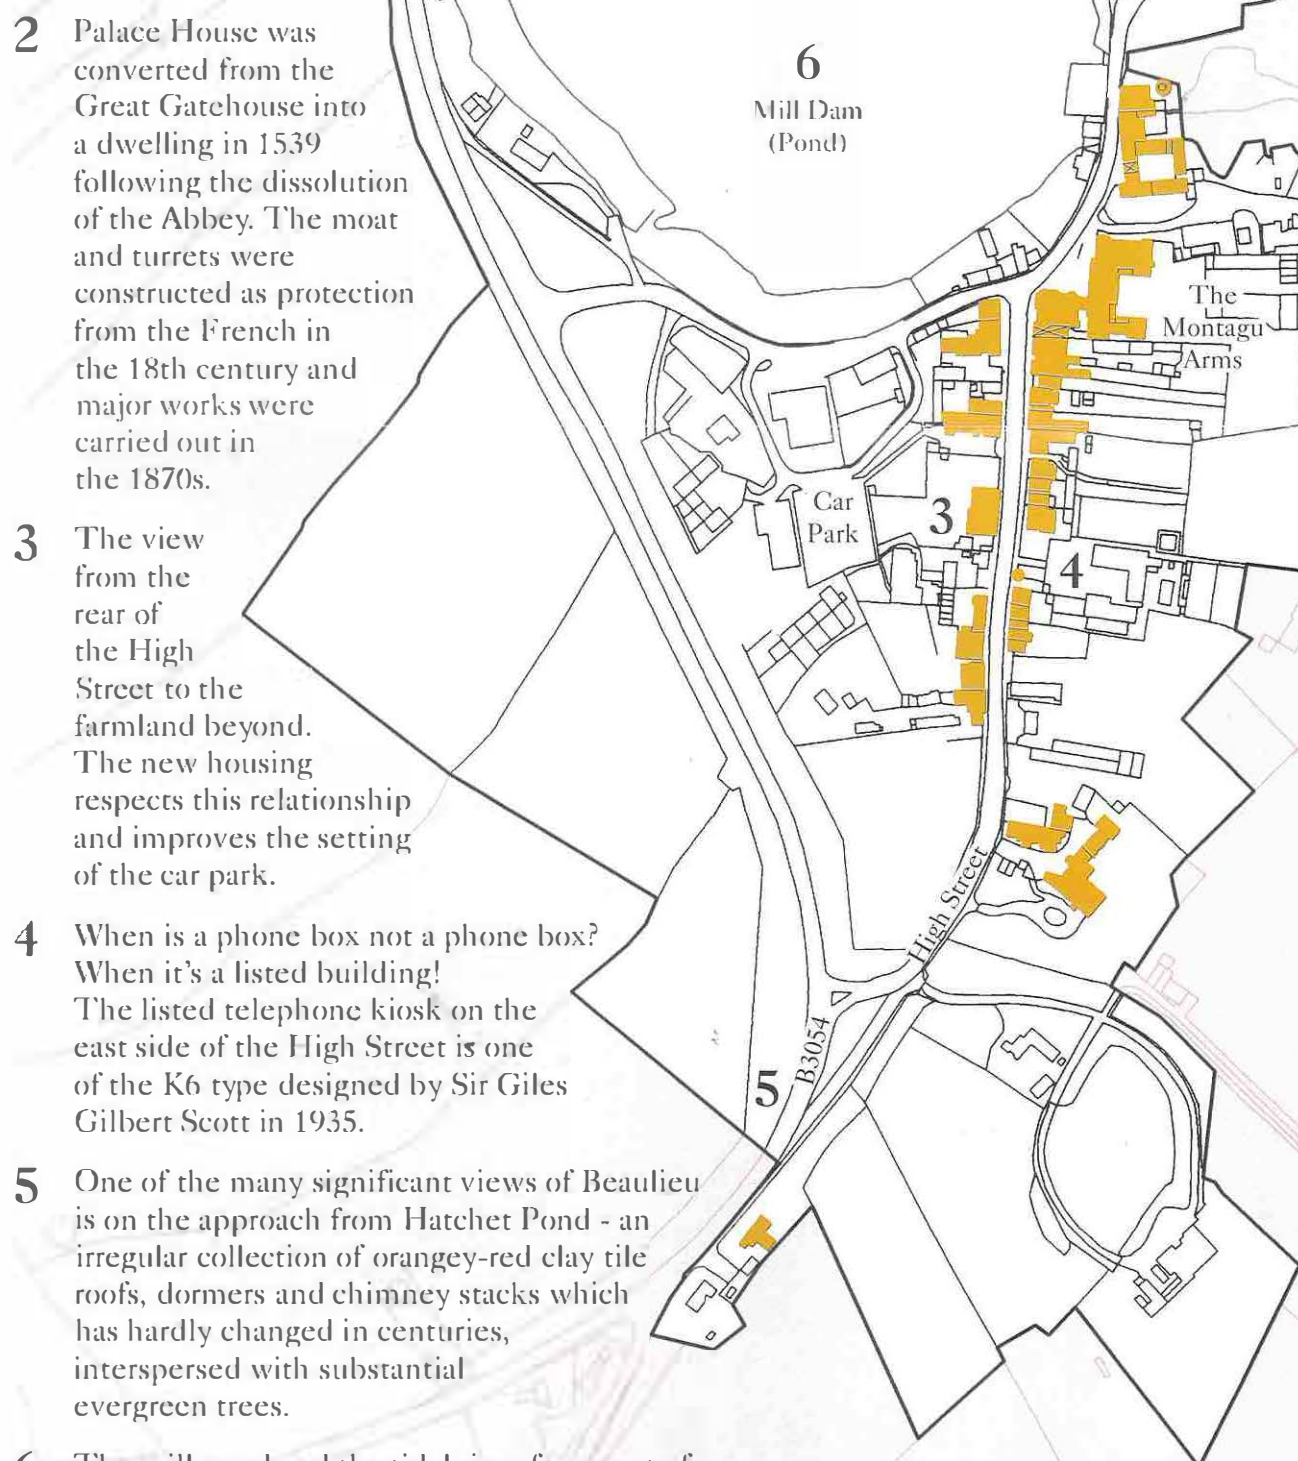 2 Palace House was
converted from the
Great Gatehouse into
a dwelling in 1539
following the dissolution
of the Abbey. The moat
and turrets were
constructed as protection
from the French in
the 18th century and
major works were
carried out in
the 1870s.
3 The view
from the
rear of
the High
Street to the
farmland beyond.
The new housing
respects this relationship
and improves the setting
of the car park.
4 When is a phone box not a phone box?
When it's a listed building!
The listed telephone kiosk on the
east side of the High Street is one
of the K6 type designed by Sir Giles
Gilbert Scott in 1935.
5 One of the many significant views of Beaulieu
is on the approach from Hatchet Pond - an
irregular collection of orangey-red clay tile
roofs, dormers and chimney stacks which
has hardly changed in centuries,
interspersed with substantial
evergreen trees.
6
Mill Dam
(Pond)
The
Montagu
Arms
Car
Park
3
4
High Street
B3054
5